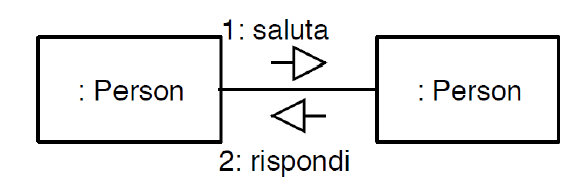 1: saluta
: Person
: Person
2: rispondi